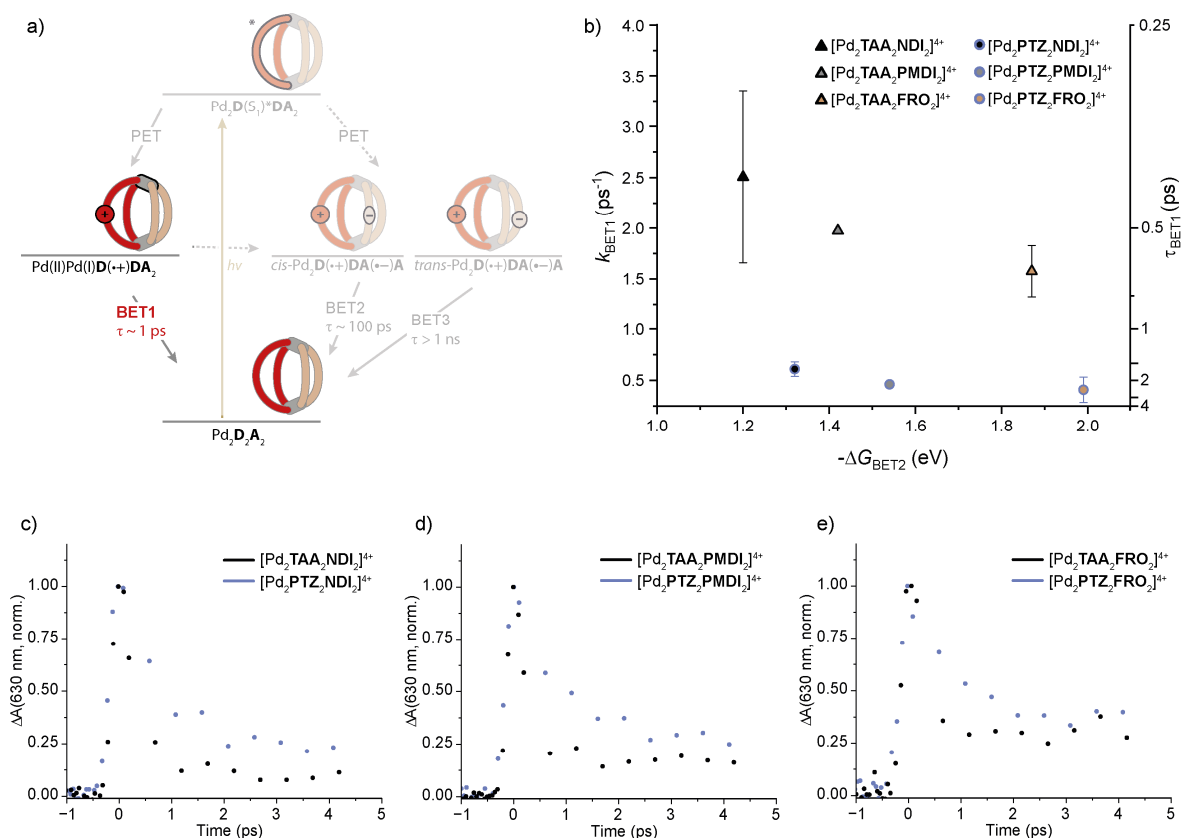 a)
*
Pd₂D(S₁)*DA₂
PET
PET
+
+
−
+
−
Pd(II)Pd(I)D(•+)DA₂
hν
cis-Pd₂D(•+)DA(•−)A
trans-Pd₂D(•+)DA(•−)A
BET1
τ ~ 1 ps
BET2
τ ~ 100 ps
BET3
τ > 1 ns
Pd₂D₂A₂
b)
[Pd₂TAA₂NDI₂]⁴⁺
[Pd₂PTZ₂NDI₂]⁴⁺
[Pd₂TAA₂PMDI₂]⁴⁺
[Pd₂PTZ₂PMDI₂]⁴⁺
[Pd₂TAA₂FRO₂]⁴⁺
[Pd₂PTZ₂FRO₂]⁴⁺
k_BET1 (ps⁻¹)
4.0
3.5
3.0
2.5
2.0
1.5
1.0
0.5
1.0
1.2
1.4
1.6
1.8
2.0
-ΔG_BET2 (eV)
0.25
0.5
1
2
4
τ_BET1 (ps)
c)
[Pd₂TAA₂NDI₂]⁴⁺
[Pd₂PTZ₂NDI₂]⁴⁺
ΔA(630 nm, norm.)
1.00
0.75
0.50
0.25
0.00
−1
0
1
2
3
4
5
Time (ps)
d)
[Pd₂TAA₂PMDI₂]⁴⁺
[Pd₂PTZ₂PMDI₂]⁴⁺
ΔA(630 nm, norm.)
1.00
0.75
0.50
0.25
0.00
−1
0
1
2
3
4
5
Time (ps)
e)
[Pd₂TAA₂FRO₂]⁴⁺
[Pd₂PTZ₂FRO₂]⁴⁺
ΔA(630 nm, norm.)
1.00
0.75
0.50
0.25
0.00
−1
0
1
2
3
4
5
Time (ps)